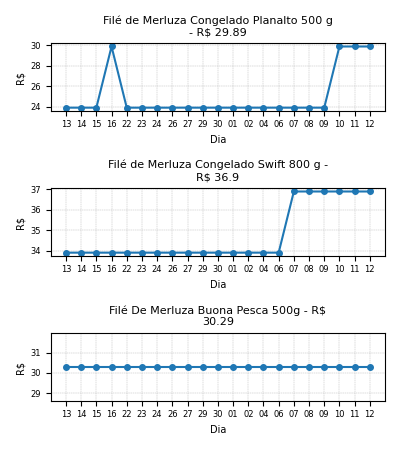 Filé de Merluza Congelado Planalto 500 g
- R$ 29.89
30
28
26
24
R$
13 14 15 16 22 23 24 26 27 29 30 01 02 04 06 07 08 09 10 11 12
Dia
Filé de Merluza Congelado Swift 800 g -
R$ 36.9
37
36
35
34
R$
13 14 15 16 22 23 24 26 27 29 30 01 02 04 06 07 08 09 10 11 12
Dia
Filé De Merluza Buona Pesca 500g - R$
30.29
31
30
29
R$
13 14 15 16 22 23 24 26 27 29 30 01 02 04 06 07 08 09 10 11 12
Dia